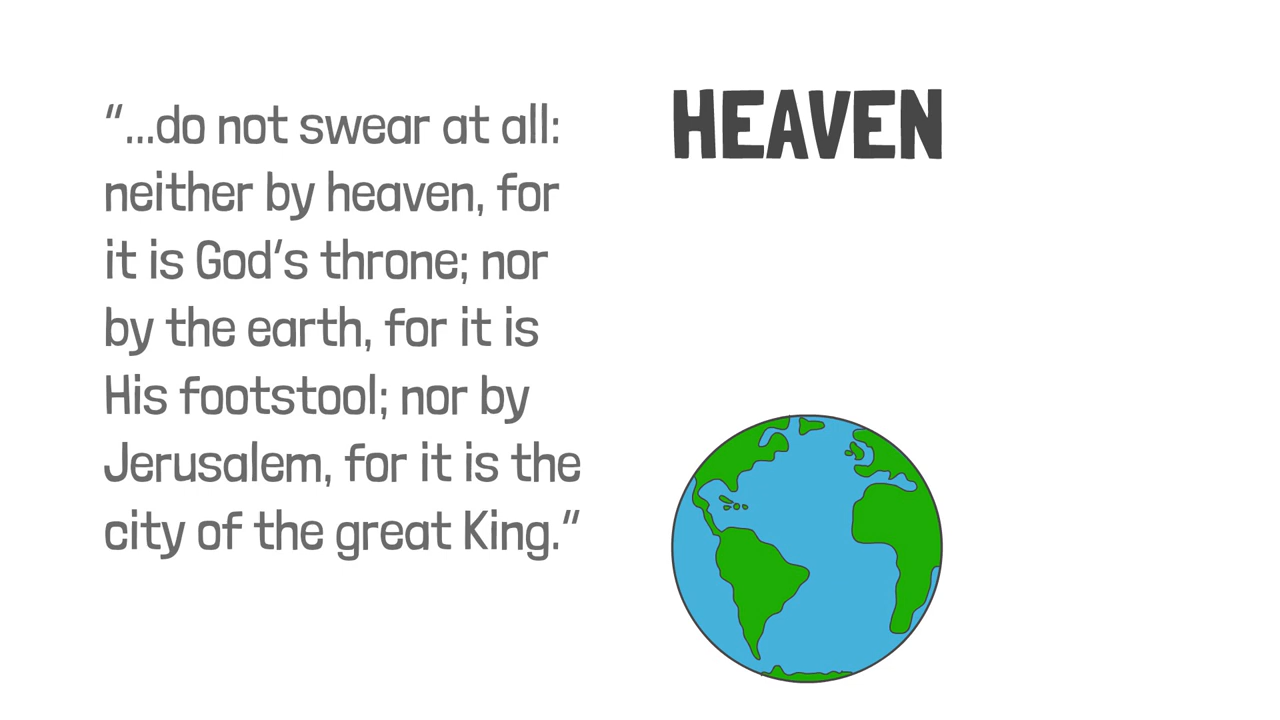 "...do not swear at all:
neither by heaven, for
it is God's throne; nor
by the earth, for it is
His footstool; nor by
Jerusalem, for it is the
city of the great King."
HEAVEN